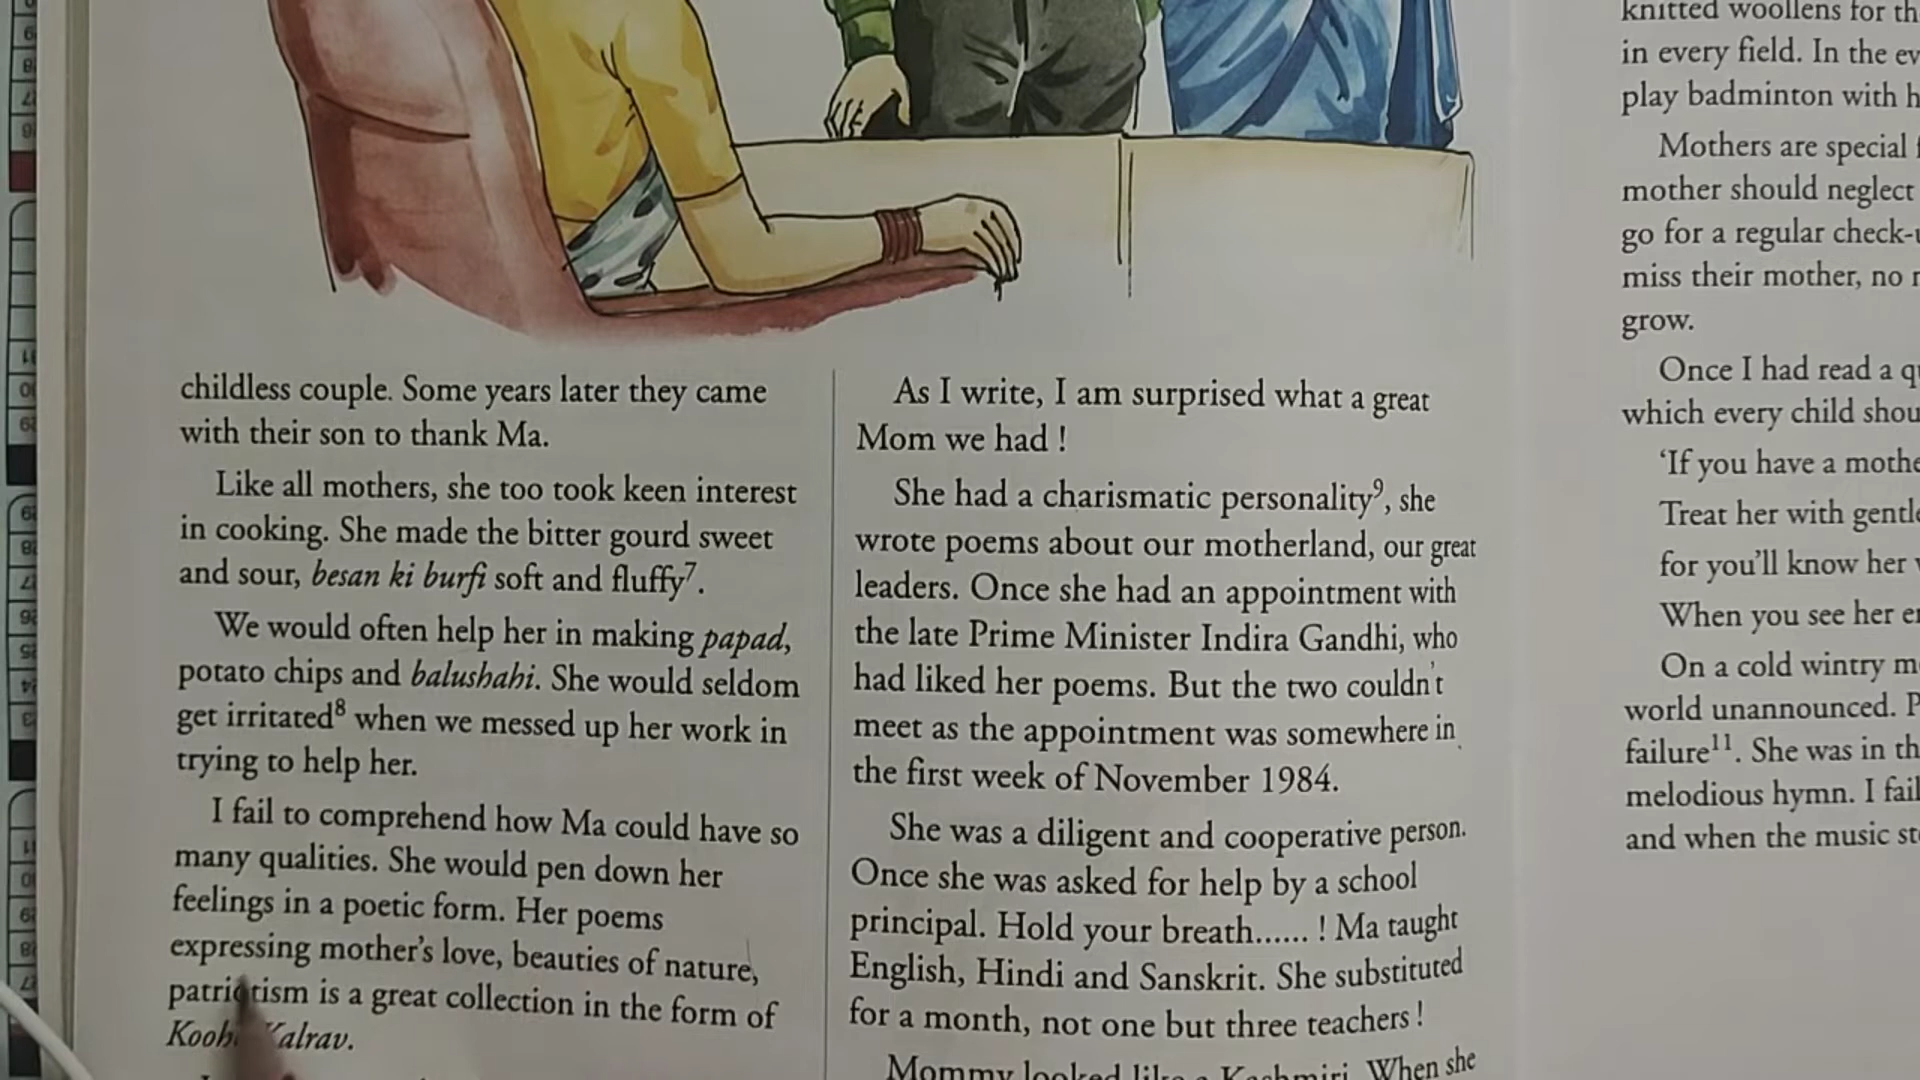 childless couple. Some years later they came
with their son to thank Ma.
Like all mothers, she too took keen interest
in cooking. She made the bitter gourd sweet
and sour, besan ki burfi soft and fluffy7.
We would often help her in making papad,
potato chips and balushahi. She would seldom
get irritated8 when we messed up her work in
trying to help her.
I fail to comprehend how Ma could have so
many qualities. She would pen down her
feelings in a poetic form. Her poems
expressing mother's love, beauties of nature,
patriotism is a great collection in the form of
As I write, I am surprised what a great
Mom we had !
She had a charismatic personality9, she
wrote poems about our motherland, our great
leaders. Once she had an appointment with
the late Prime Minister Indira Gandhi, who
had liked her poems. But the two couldn't
meet as the appointment was somewhere in
the first week of November 1984.
She was a diligent and cooperative person.
Once she was asked for help by a school
principal. Hold your breath...... ! Ma taught
English, Hindi and Sanskrit. She substituted
for a month, not one but three teachers !
Mommy looked like a Kashmiri. When she
knitted woollens for
in every field. In the
play badminton with
Mothers are special
mother should neglect
go for a regular
miss their mother, no
grow.
Once I had read a
which every child
'If you have a
Treat her with
for you'll know her
When you see her
On a cold wintry
world unannounced.
failure11. She was in
melodious hymn. I
and when the music